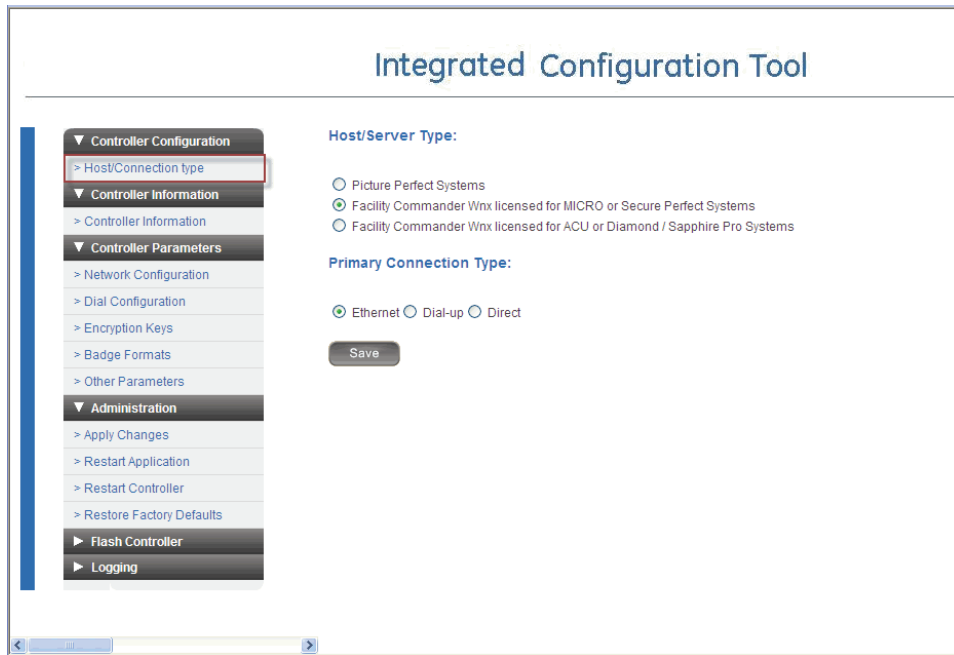 Integrated Configuration Tool
▼ Controller Configuration
> Host/Connection type
▼ Controller Information
> Controller Information
▼ Controller Parameters
> Network Configuration
> Dial Configuration
> Encryption Keys
> Badge Formats
> Other Parameters
▼ Administration
> Apply Changes
> Restart Application
> Restart Controller
> Restore Factory Defaults
▶ Flash Controller
▶ Logging
Host/Server Type:
Picture Perfect Systems
Facility Commander Wnx licensed for MICRO or Secure Perfect Systems
Facility Commander Wnx licensed for ACU or Diamond / Sapphire Pro Systems
Primary Connection Type:
Ethernet Dial-up Direct
Save